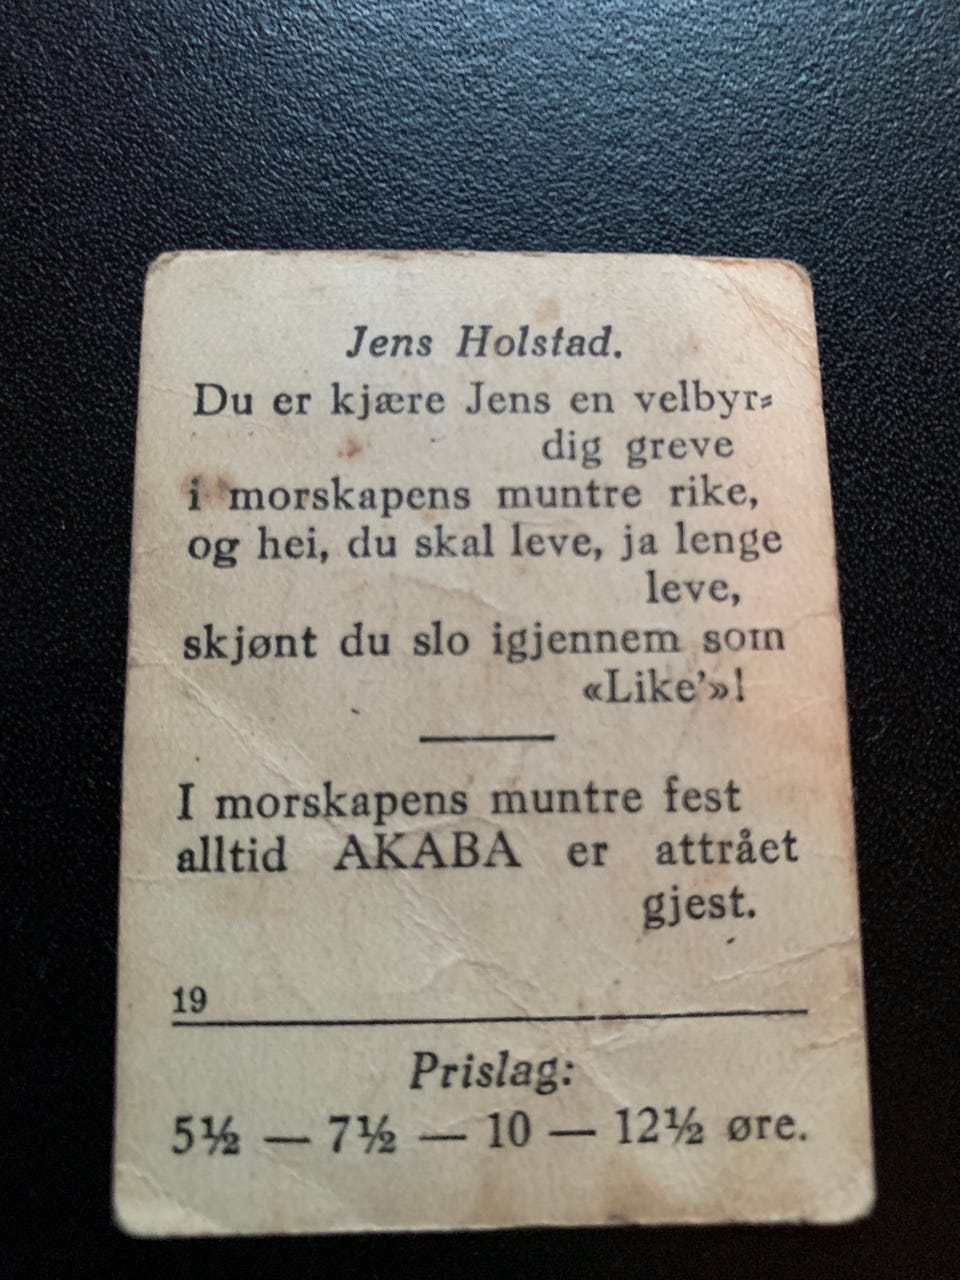 Jens Holstad.
Du er kjære Jens en velbyr=
dig greve
i morskapens muntre rike,
og hei, du skal leve, ja lenge
leve,
skjønt du slo igjennem som
«Like’»!
I morskapens muntre fest
alltid AKABA er attrået
gjest.
19
Prislag:
5½ — 7½ — 10 — 12½ øre.